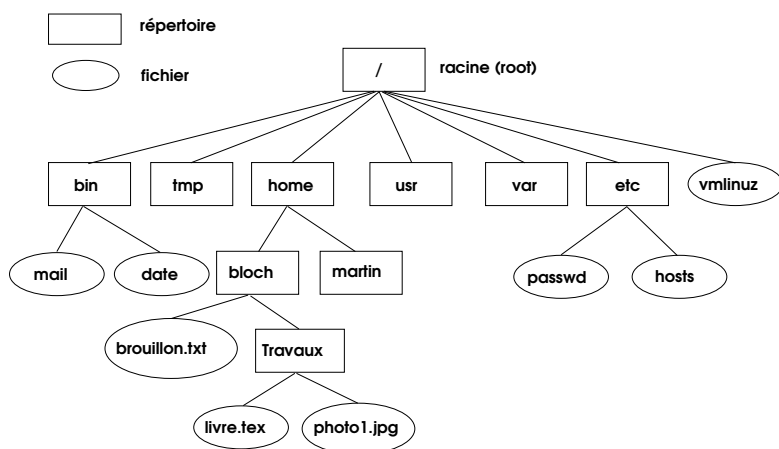 répertoire
fichier
/
racine (root)
bin
tmp
home
usr
var
etc
vmlinuz
mail
date
bloch
martin
passwd
hosts
brouillon.txt
Travaux
livre.tex
photo1.jpg